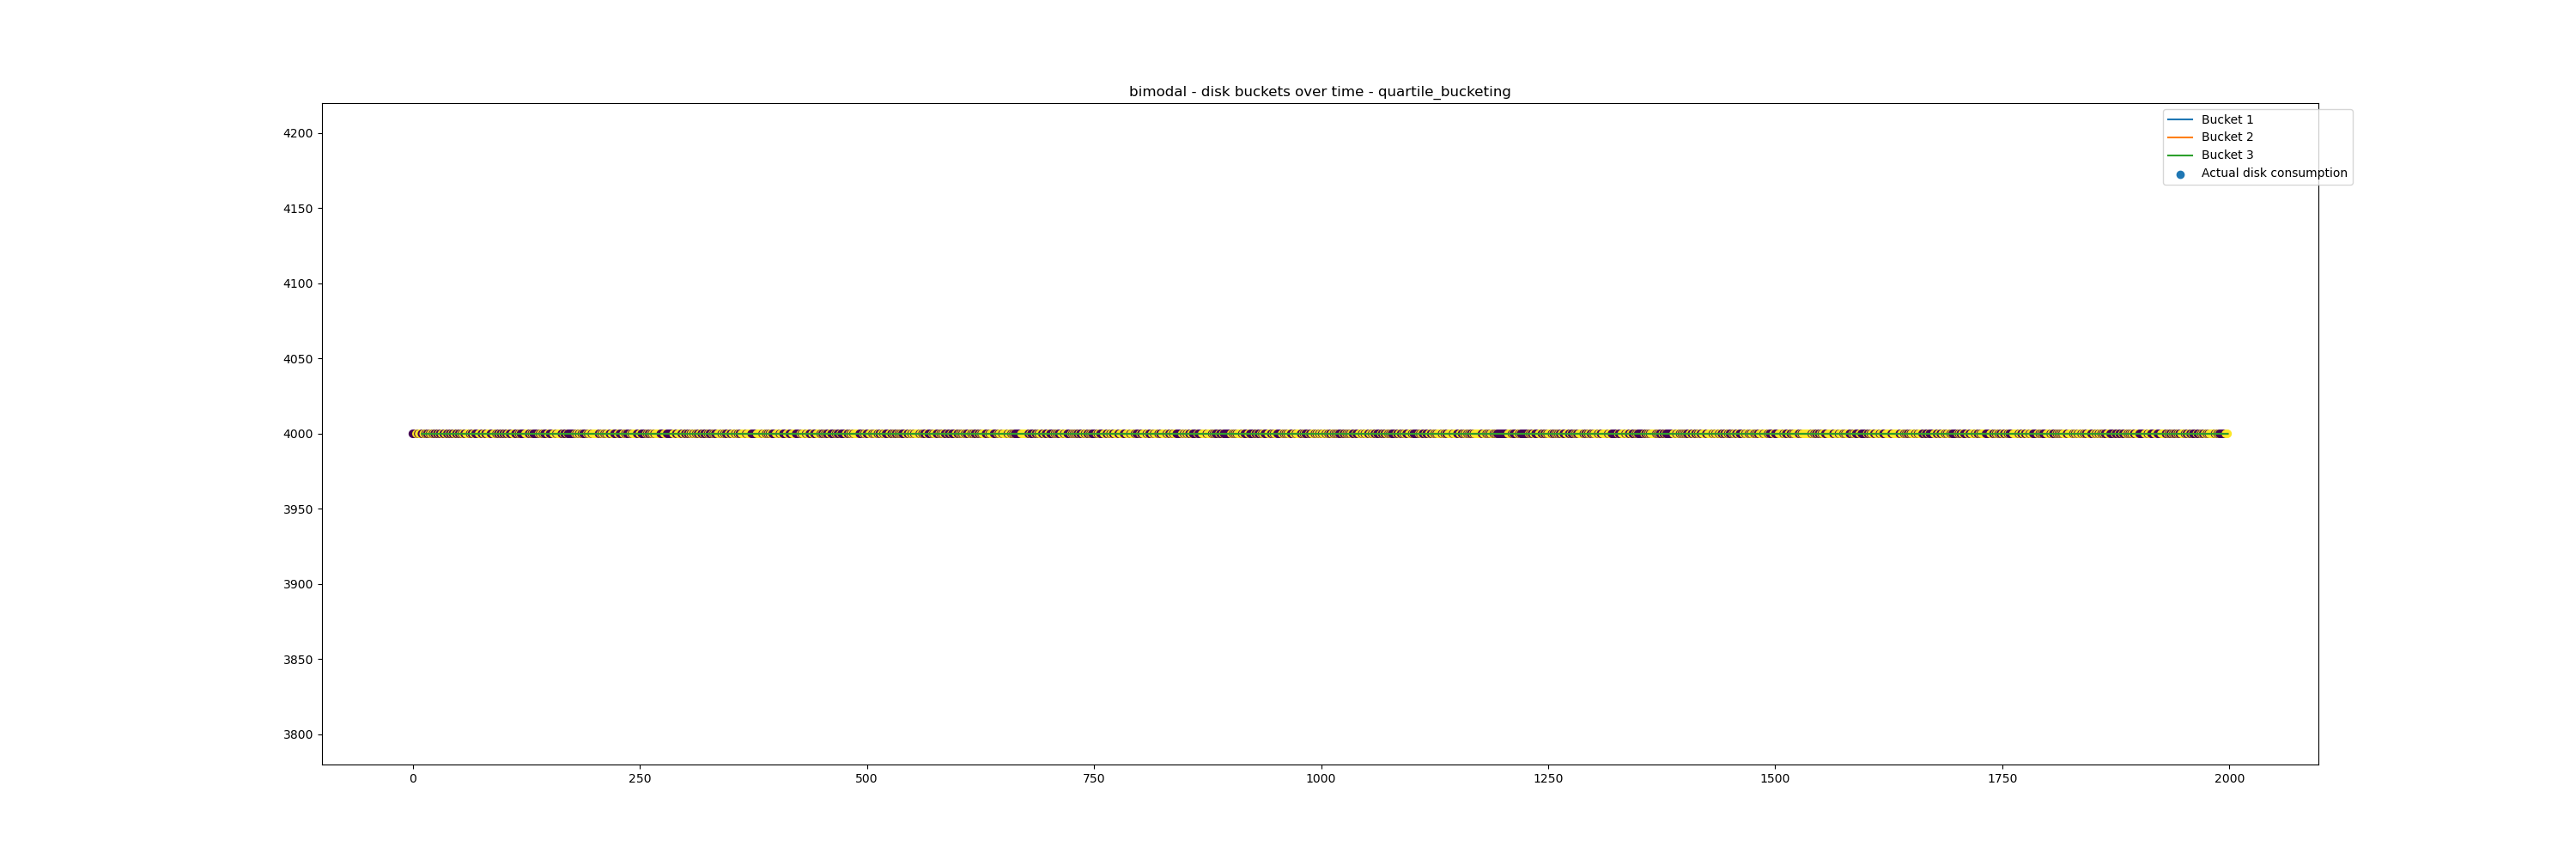 bimodal - disk buckets over time - quartile_bucketing
Bucket 1
Bucket 2
Bucket 3
Actual disk consumption
4200
4150
4100
4050
4000
3950
3900
3850
3800
0 250 500 750 1000 1250 1500 1750 2000